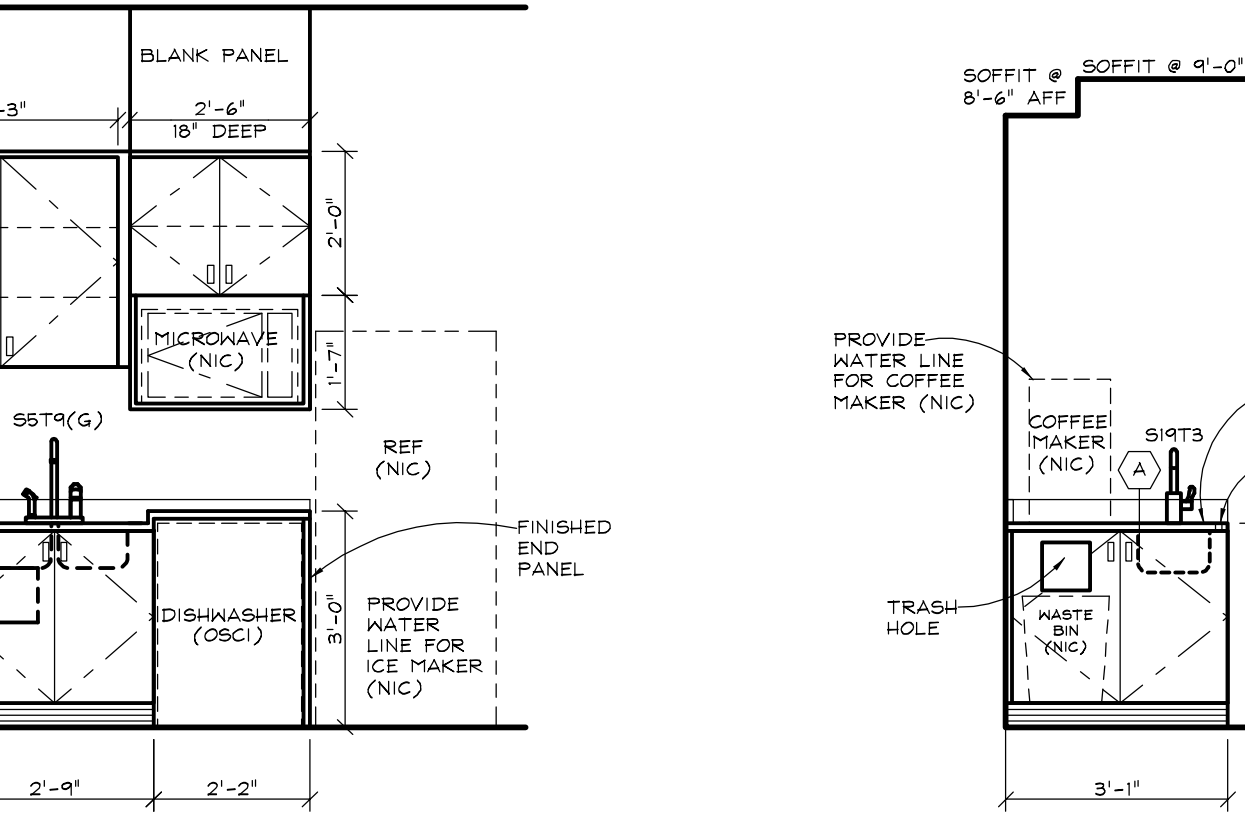 BLANK PANEL
-3"
2'-6"
18" DEEP
2'-0"
MICROWAVE
(NIC)
1'-7"
S5T9(G)
REF
(NIC)
FINISHED
END
PANEL
DISHWASHER
(OSCI)
3'-0"
PROVIDE
WATER
LINE FOR
ICE MAKER
(NIC)
2'-9"
2'-2"
SOFFIT @
8'-6" AFF
SOFFIT @ 9'-0"
PROVIDE
WATER LINE
FOR COFFEE
MAKER (NIC)
COFFEE
MAKER
(NIC)
S19T3
A
TRASH
HOLE
WASTE
BIN
(NIC)
3'-1"